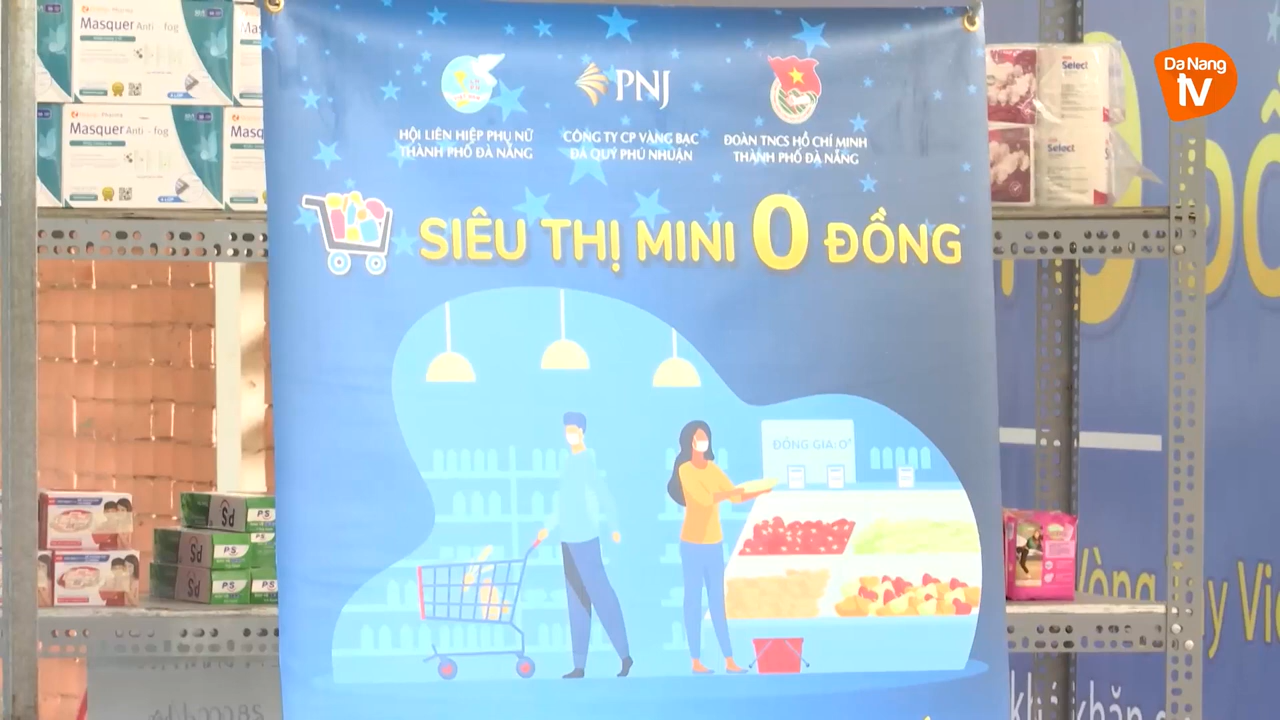 Masquer Anti - fog
Masquer Anti - fog
Select
Select
Da Nang
tv
PNJ
HỘI LIÊN HIỆP PHỤ NỮ
THÀNH PHỐ ĐÀ NẴNG
CÔNG TY CP VÀNG BẠC
ĐÁ QUÝ PHÚ NHUẬN
ĐOÀN TNCS HỒ CHÍ MINH
THÀNH PHỐ ĐÀ NẴNG
SIÊU THỊ MINI 0 ĐỒNG
ĐỒNG GIA: 0đ
P/S
P/S
P/S
P/S
P/S